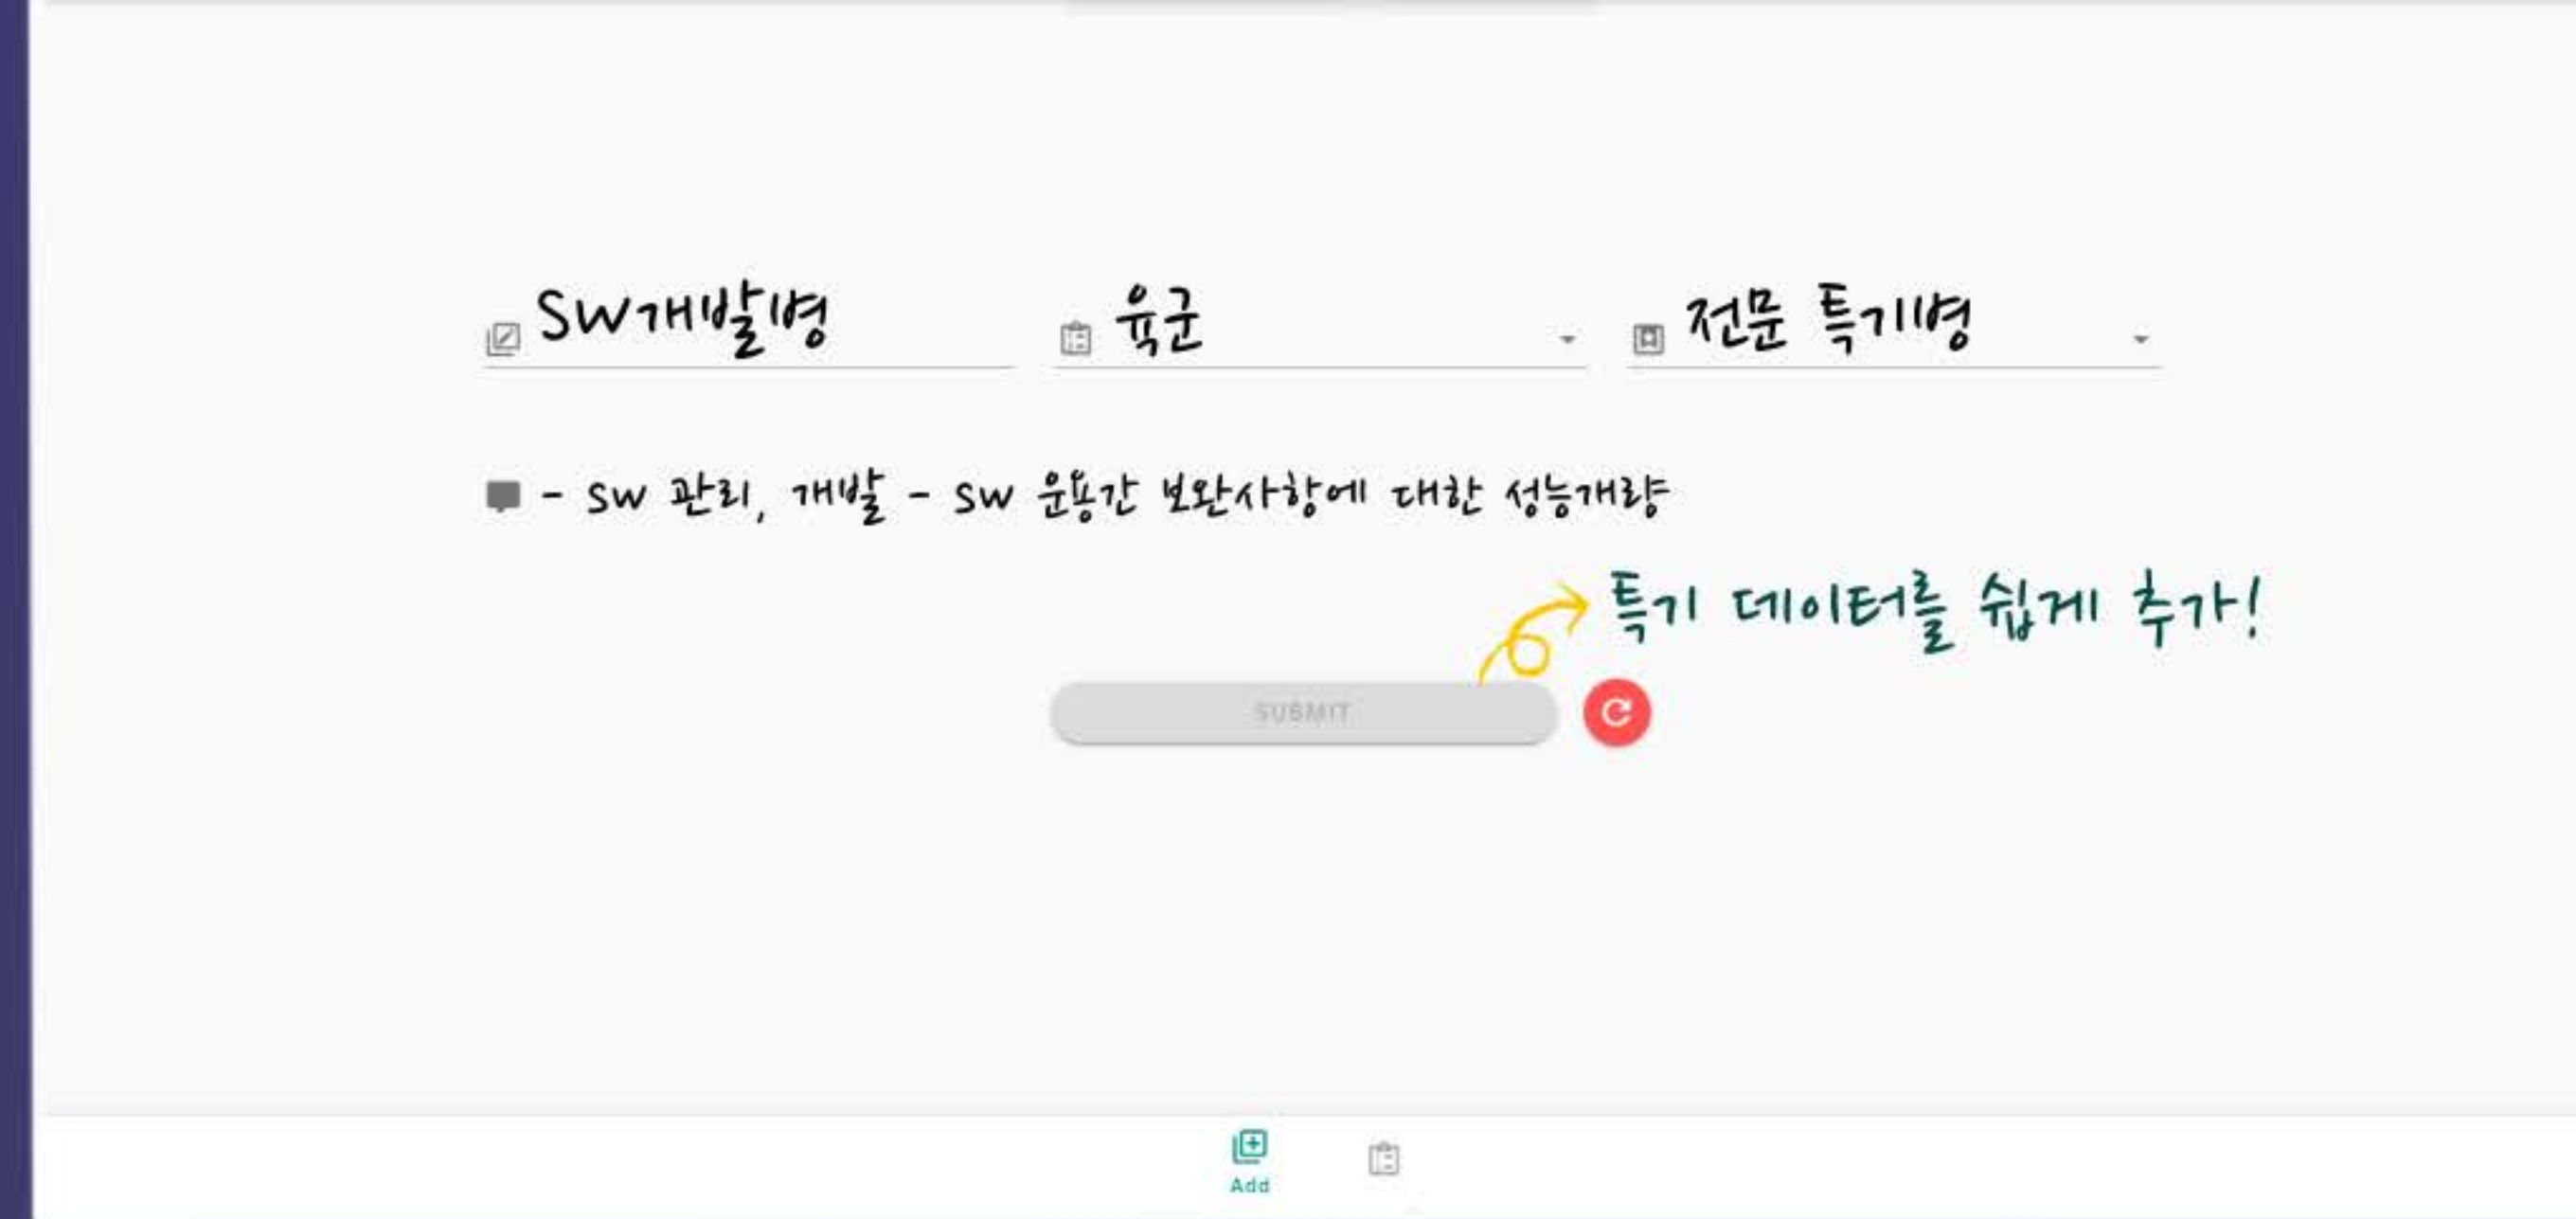 SW개발병 육군 전문 특기병
- SW 관리, 개발 - SW 운용간 보완사항에 대한 성능개량
특기 데이터를 쉽게 추가!
SUBMIT
Add